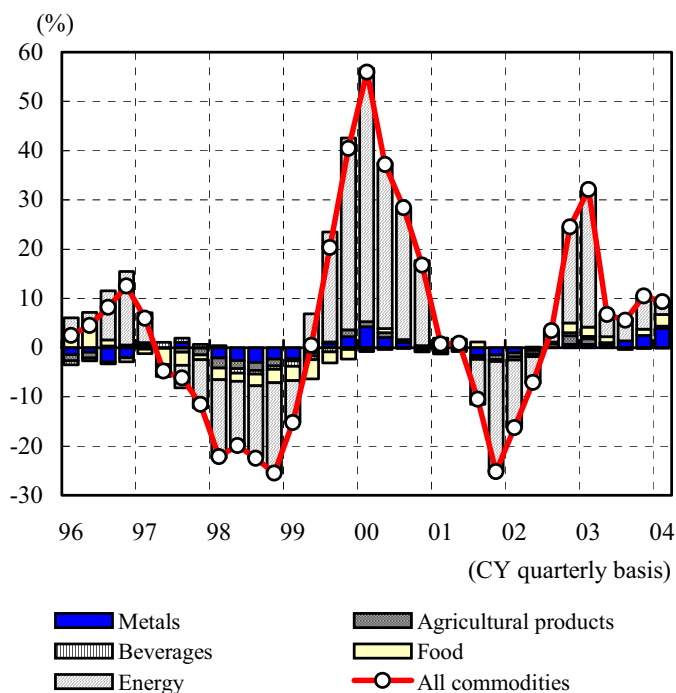 (%)
60
50
40
30
20
10
0
-10
-20
-30
96 97 98 99 00 01 02 03 04
(CY quarterly basis)
Metals Agricultural products
Beverages Food
Energy All commodities